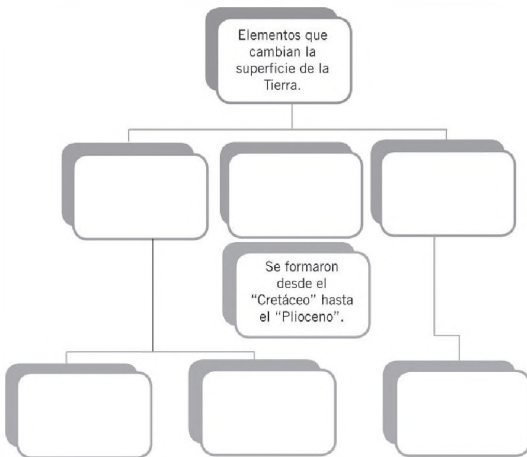 Elementos que
cambian la
superficie de la
Tierra.
Se formaron
desde el
“Cretáceo” hasta
el “Plioceno”.